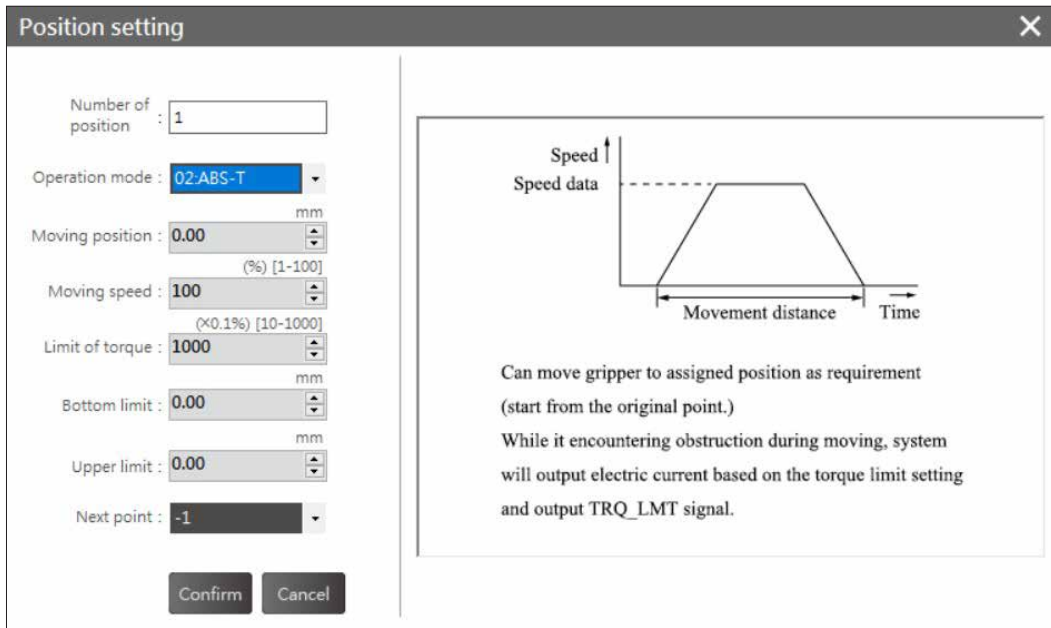 Position setting
Number of
position : 1
Operation mode : 02:ABS-T
mm
Moving position : 0.00
(%) [1-100]
Moving speed : 100
(×0.1%) [10-1000]
Limit of torque : 1000
mm
Bottom limit : 0.00
mm
Upper limit : 0.00
Next point : -1
Confirm Cancel
Speed
Speed data
Movement distance
Time
Can move gripper to assigned position as requirement
(start from the original point.)
While it encountering obstruction during moving, system
will output electric current based on the torque limit setting
and output TRQ_LMT signal.